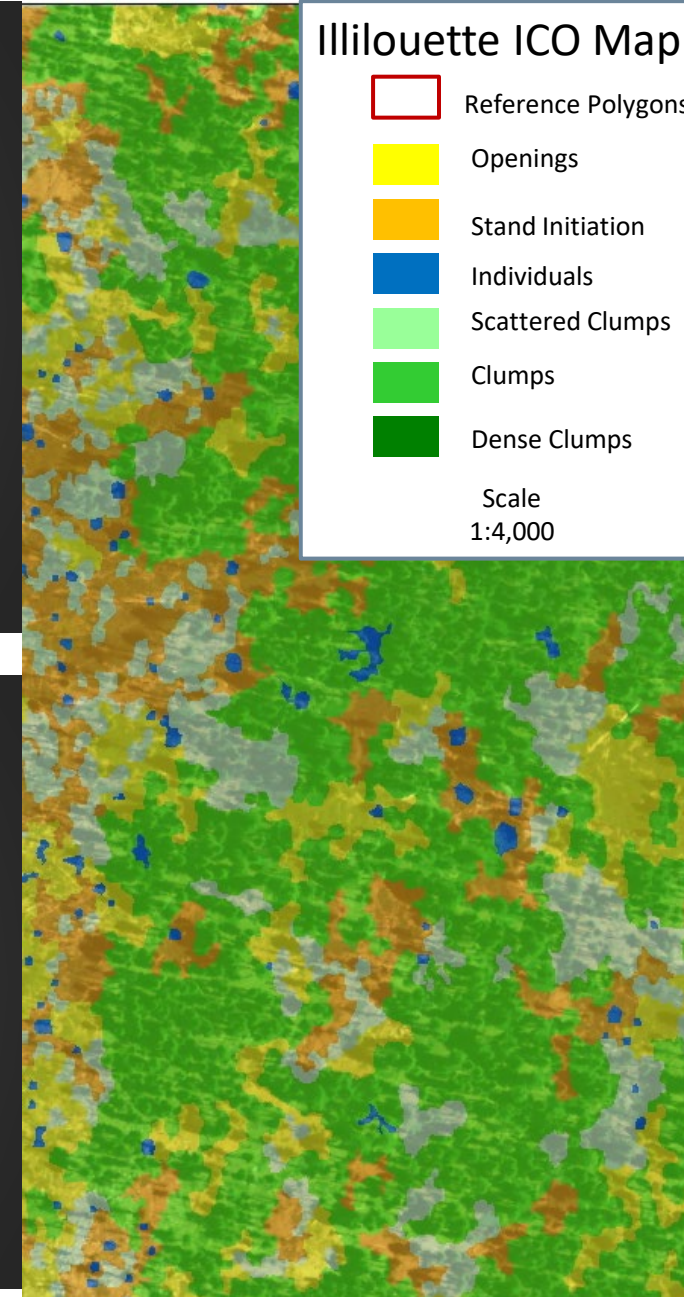 Illilouette ICO Map
Reference Polygons
Openings
Stand Initiation
Individuals
Scattered Clumps
Clumps
Dense Clumps
Scale
1:4,000